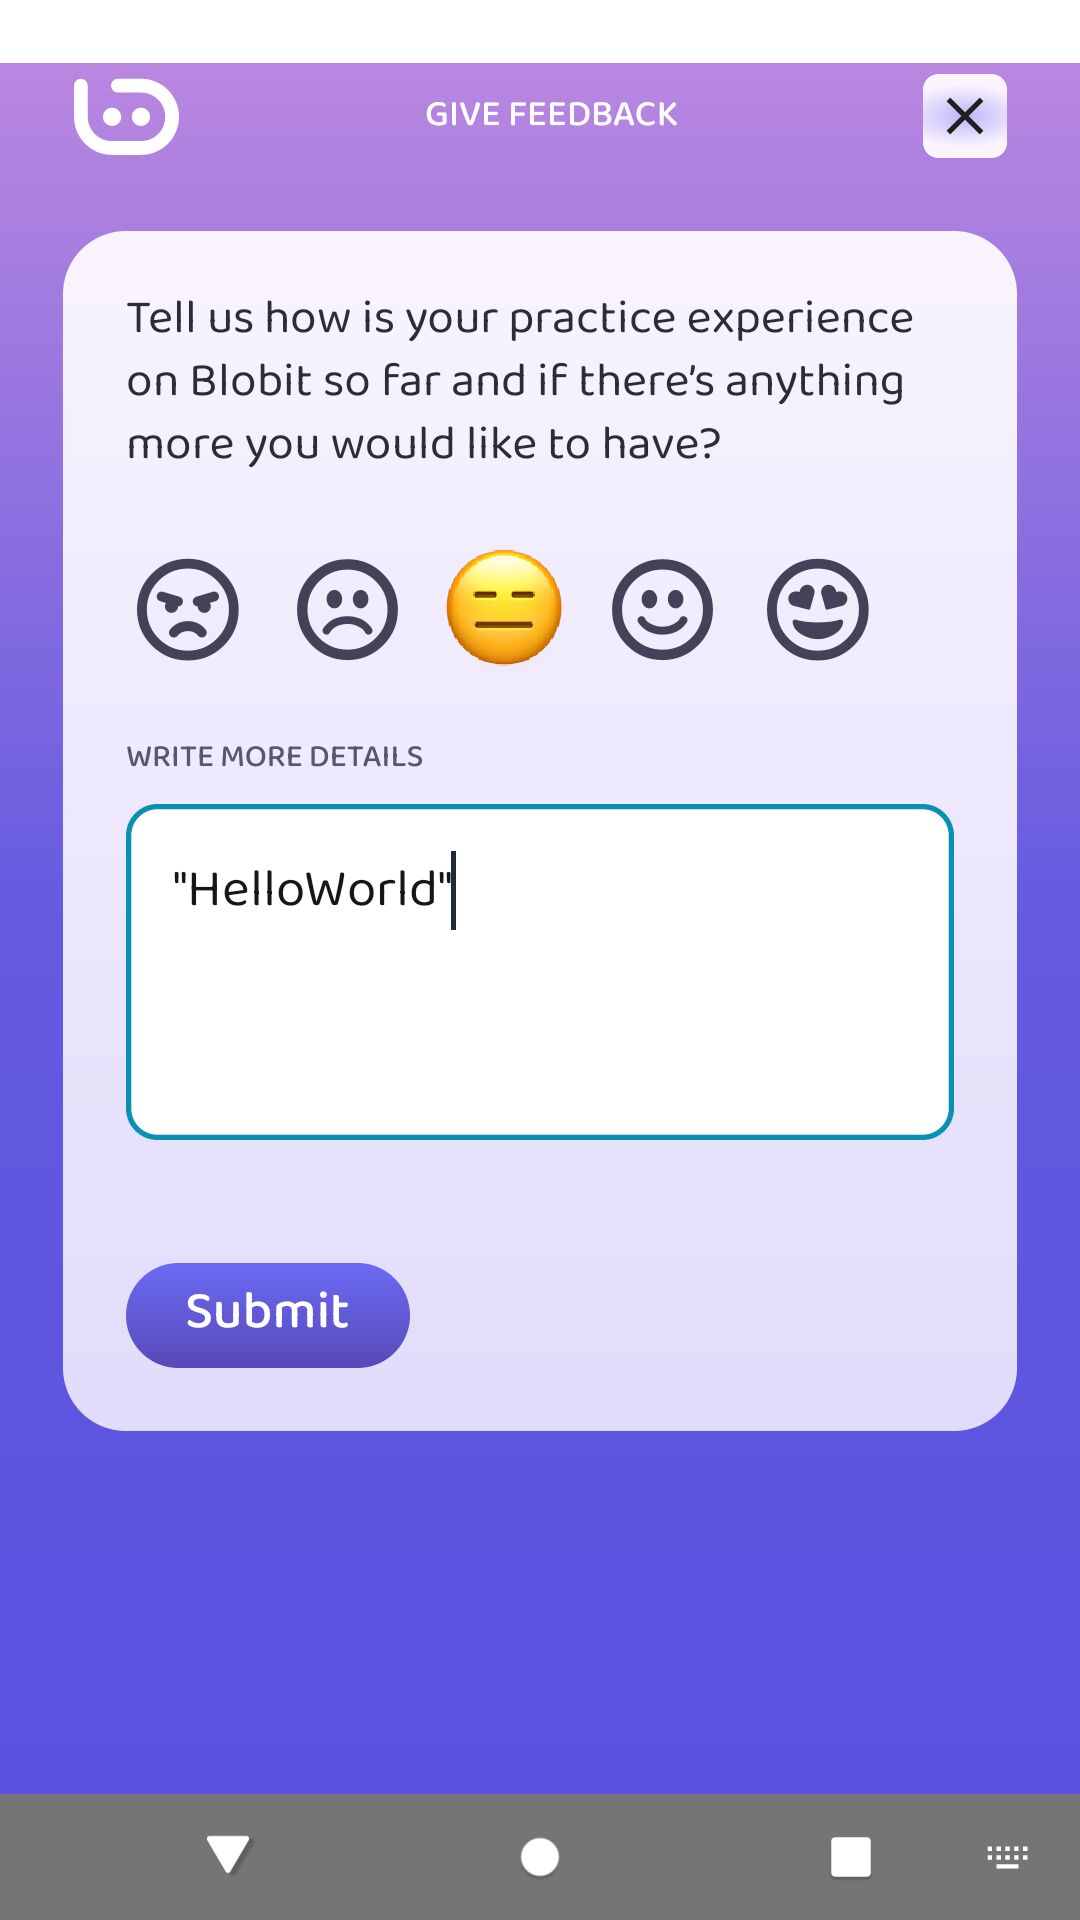 GIVE FEEDBACK
Tell us how is your practice experience
on Blobit so far and if there's anything
more you would like to have?
WRITE MORE DETAILS
"HelloWorld"
Submit